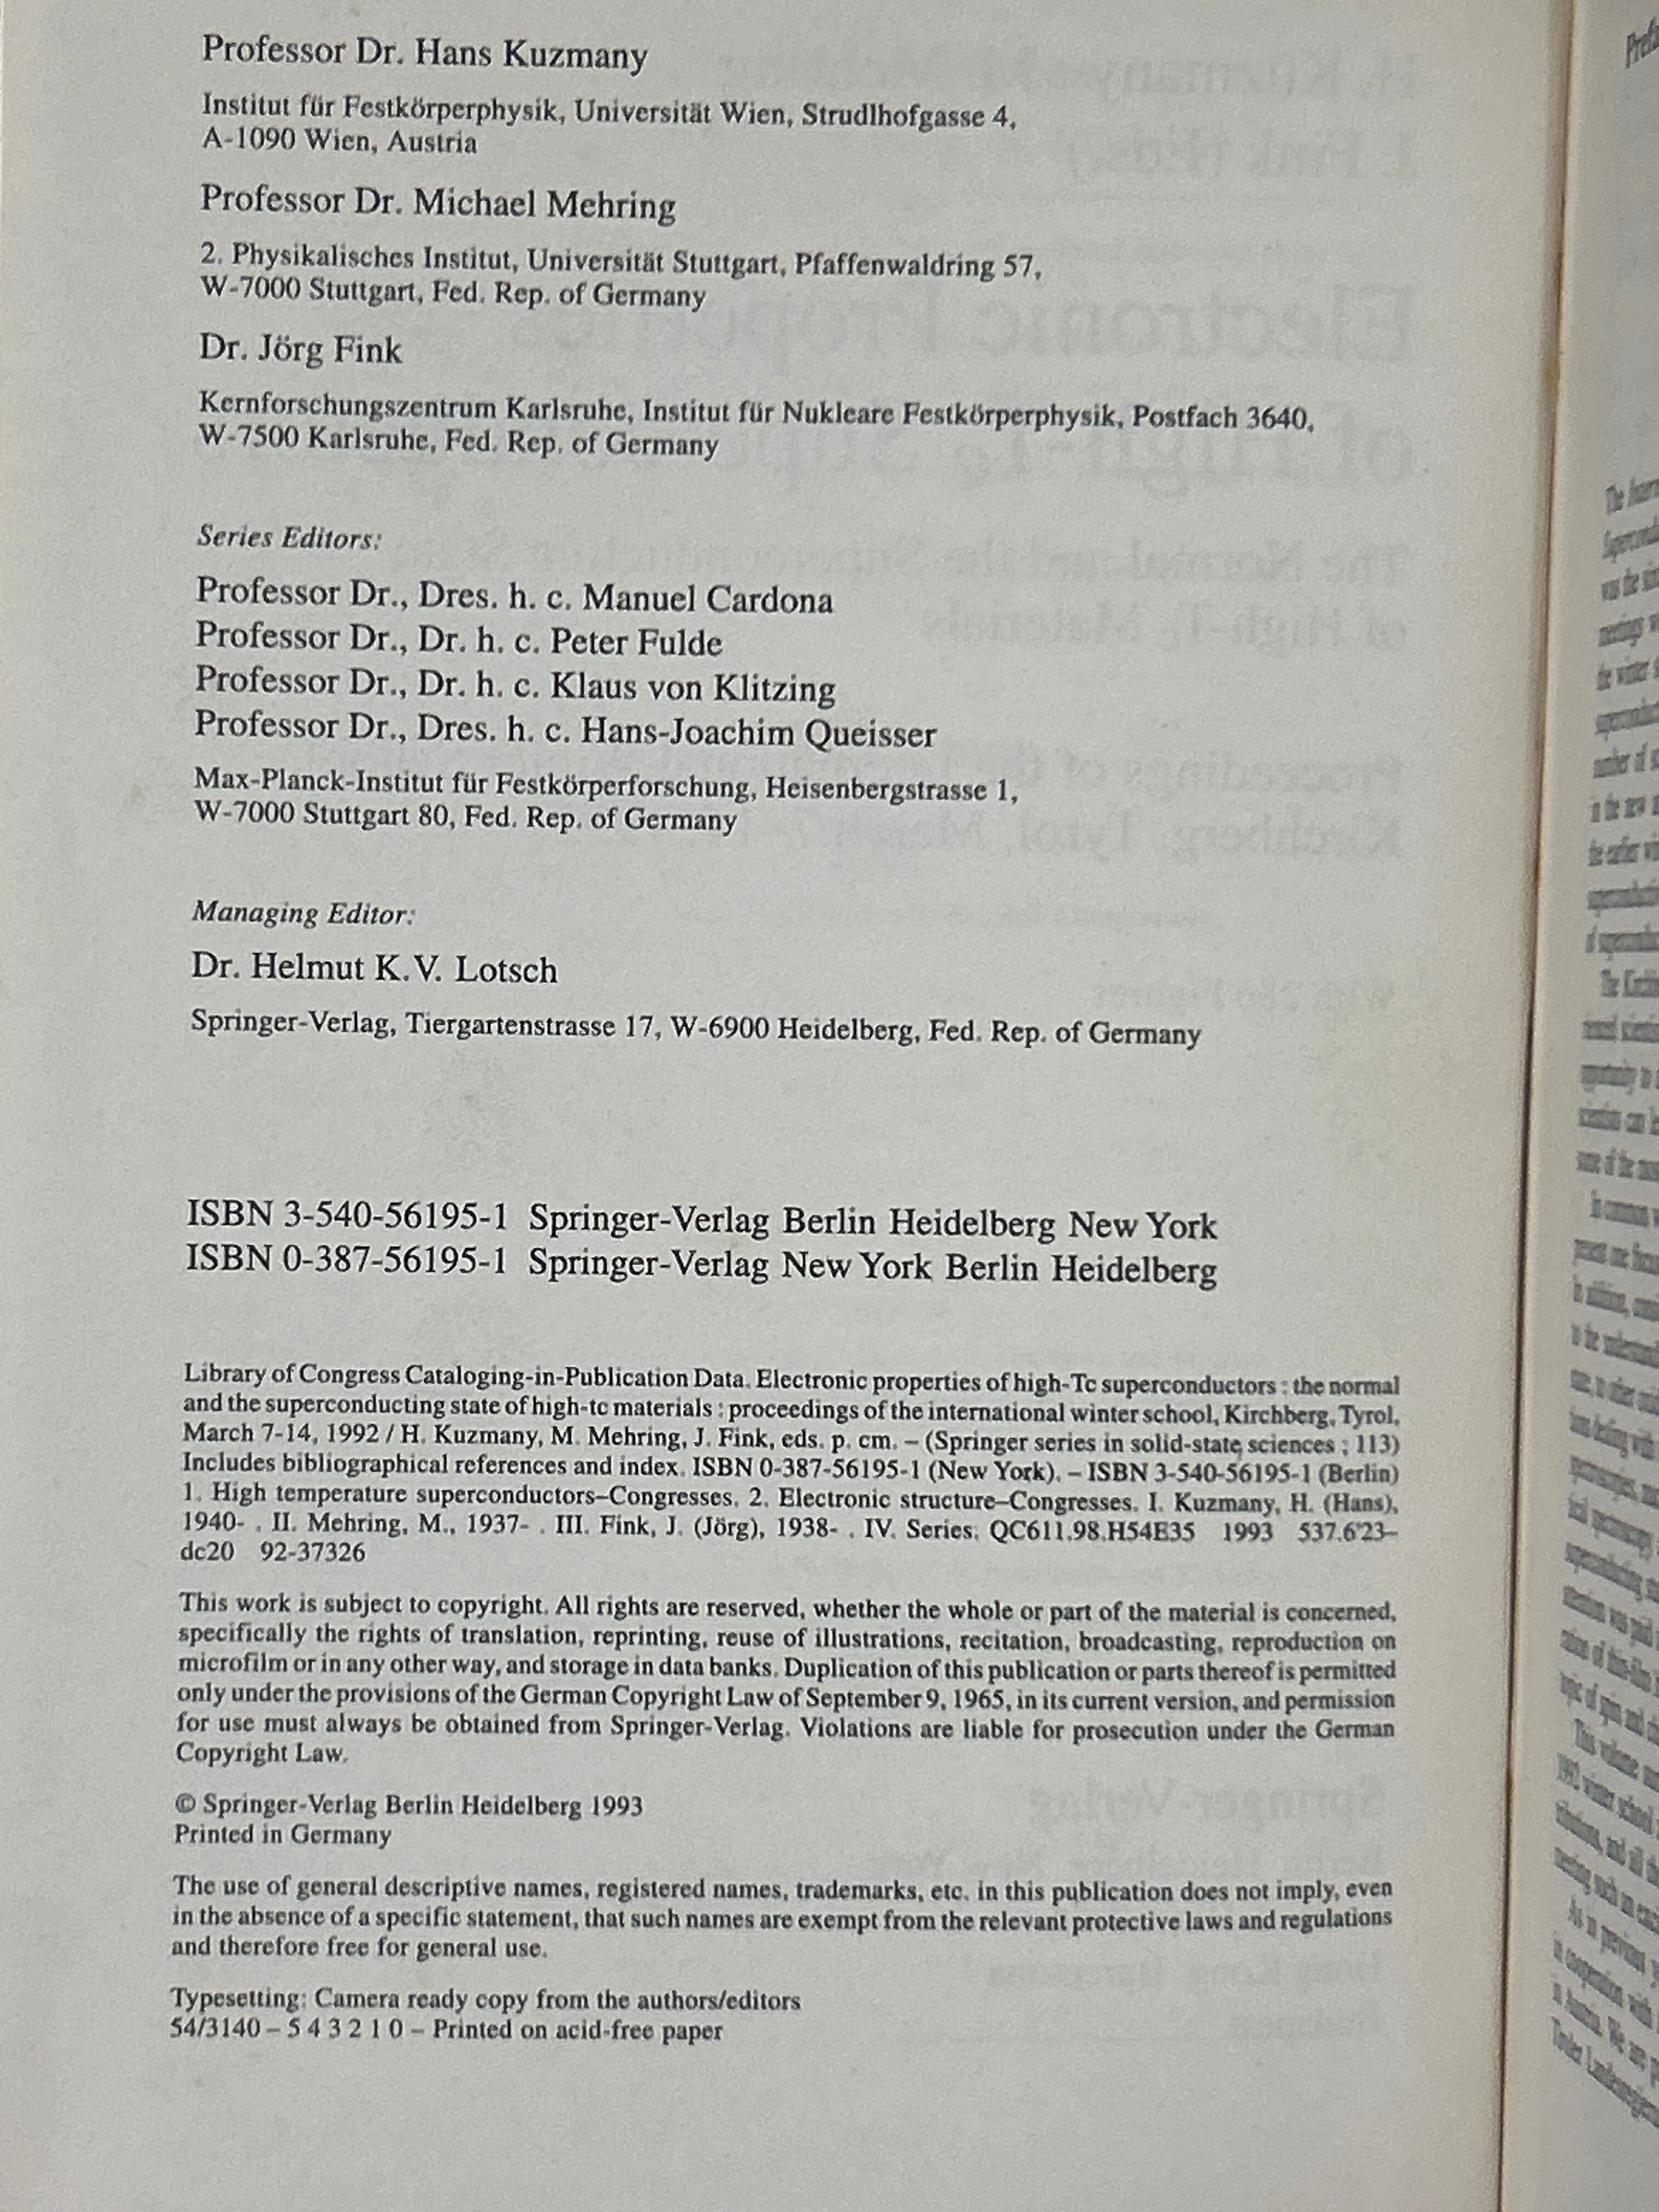 Professor Dr. Hans Kuzmany
Institut für Festkörperphysik, Universität Wien, Strudlhofgasse 4,
A-1090 Wien, Austria
Professor Dr. Michael Mehring
2. Physikalisches Institut, Universität Stuttgart, Pfaffenwaldring 57,
W-7000 Stuttgart, Fed. Rep. of Germany
Dr. Jörg Fink
Kernforschungszentrum Karlsruhe, Institut für Nukleare Festkörperphysik, Postfach 3640,
W-7500 Karlsruhe, Fed. Rep. of Germany
Series Editors:
Professor Dr., Dres. h. c. Manuel Cardona
Professor Dr., Dr. h. c. Peter Fulde
Professor Dr., Dr. h. c. Klaus von Klitzing
Professor Dr., Dres. h. c. Hans-Joachim Queisser
Max-Planck-Institut für Festkörperforschung, Heisenbergstrasse 1,
W-7000 Stuttgart 80, Fed. Rep. of Germany
Managing Editor:
Dr. Helmut K.V. Lotsch
Springer-Verlag, Tiergartenstrasse 17, W-6900 Heidelberg, Fed. Rep. of Germany
ISBN 3-540-56195-1 Springer-Verlag Berlin Heidelberg New York
ISBN 0-387-56195-1 Springer-Verlag New York Berlin Heidelberg
Library of Congress Cataloging-in-Publication Data. Electronic properties of high-Tc superconductors : the normal
and the superconducting state of high-tc materials : proceedings of the international winter school, Kirchberg, Tyrol,
March 7-14, 1992 / H. Kuzmany, M. Mehring, J. Fink, eds. p. cm. – (Springer series in solid-state sciences ; 113)
Includes bibliographical references and index. ISBN 0-387-56195-1 (New York). – ISBN 3-540-56195-1 (Berlin)
1. High temperature superconductors–Congresses. 2. Electronic structure–Congresses. I. Kuzmany, H. (Hans),
1940- . II. Mehring, M., 1937- . III. Fink, J. (Jörg), 1938- . IV. Series. QC611.98.H54E35 1993 537.6'23–
dc20 92-37326
This work is subject to copyright. All rights are reserved, whether the whole or part of the material is concerned,
specifically the rights of translation, reprinting, reuse of illustrations, recitation, broadcasting, reproduction on
microfilm or in any other way, and storage in data banks. Duplication of this publication or parts thereof is permitted
only under the provisions of the German Copyright Law of September 9, 1965, in its current version, and permission
for use must always be obtained from Springer-Verlag. Violations are liable for prosecution under the German
Copyright Law.
© Springer-Verlag Berlin Heidelberg 1993
Printed in Germany
The use of general descriptive names, registered names, trademarks, etc. in this publication does not imply, even
in the absence of a specific statement, that such names are exempt from the relevant protective laws and regulations
and therefore free for general use.
Typesetting: Camera ready copy from the authors/editors
54/3140 – 5 4 3 2 1 0 – Printed on acid-free paper